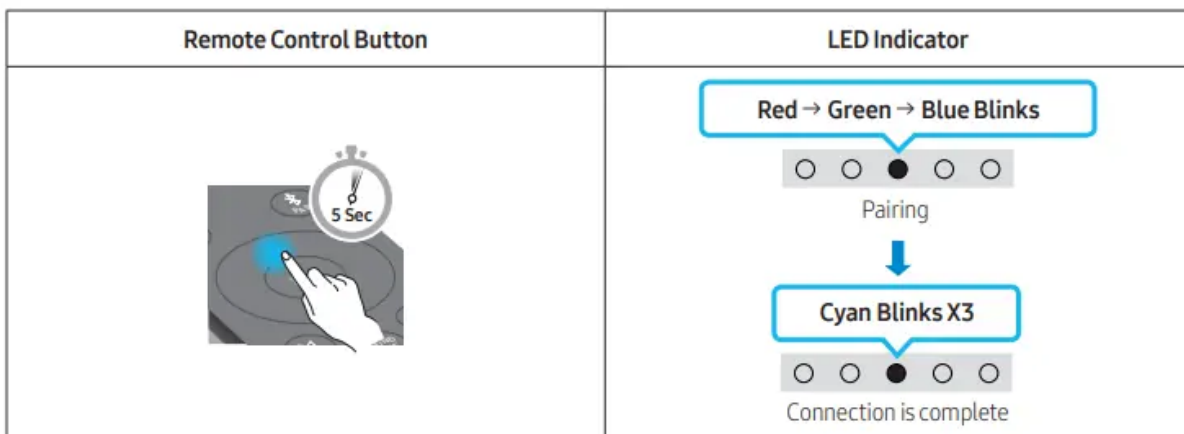 Remote Control Button
LED Indicator
5 Sec
Red → Green → Blue Blinks
Pairing
Cyan Blinks X3
Connection is complete